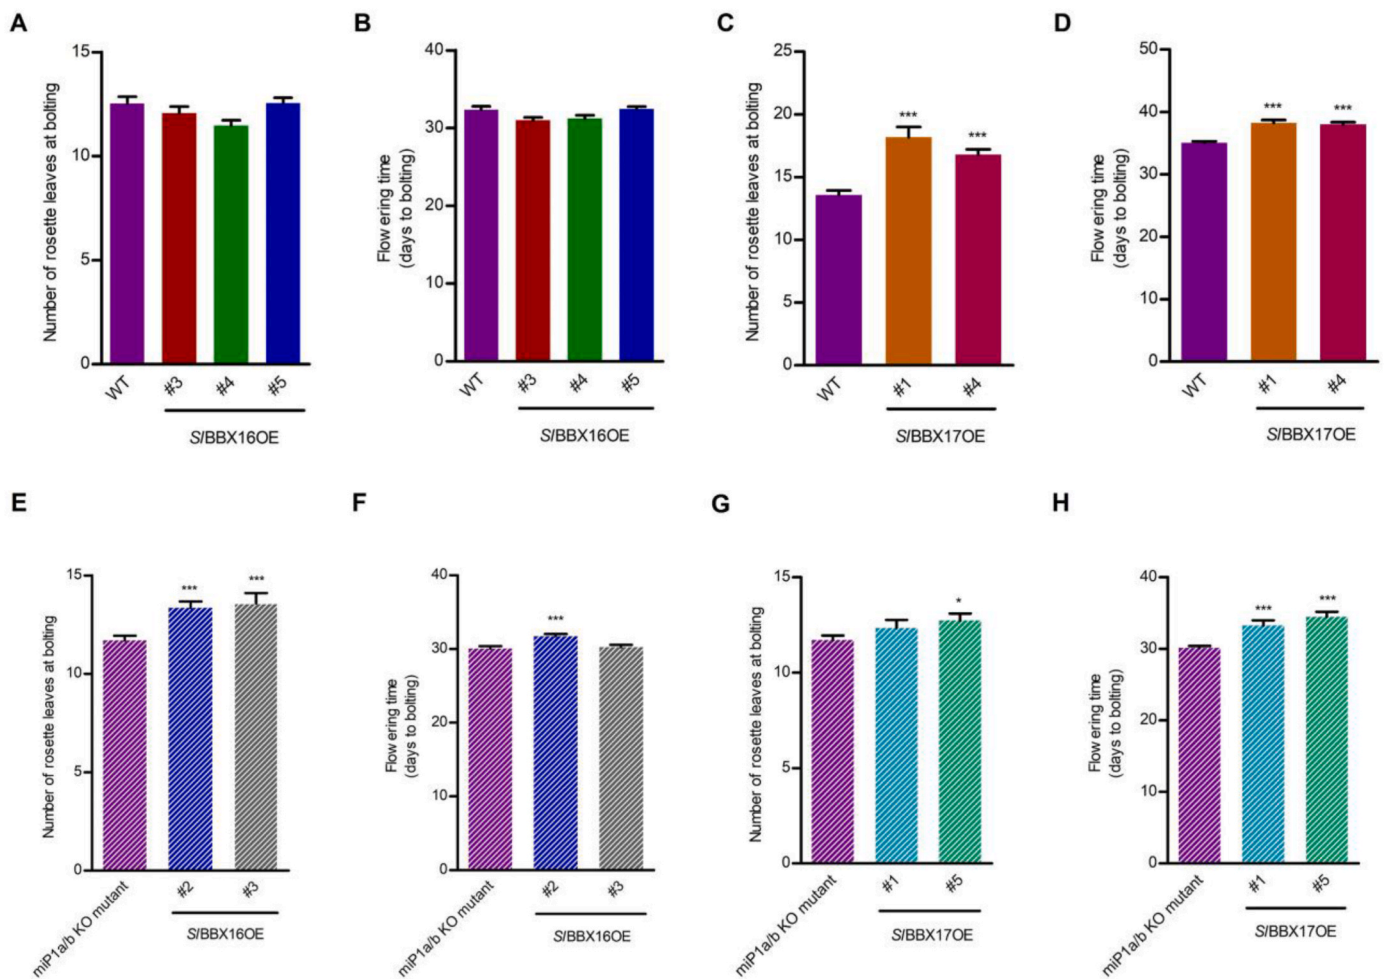 A
Number of rosette leaves at bolting
15
10
5
0
WT
#3
#4
#5
SlBBX16OE
B
Flow ering time
(days to bolting)
40
30
20
10
0
WT
#3
#4
#5
SlBBX16OE
C
Number of rosette leaves at bolting
25
20
15
10
5
0
***
***
WT
#1
#4
SlBBX17OE
D
Flow ering time
(days to bolting)
50
40
30
20
10
0
***
***
WT
#1
#4
SlBBX17OE
E
Number of rosette leaves at bolting
15
10
5
0
***
***
miP1a/b KO mutant
#2
#3
SlBBX16OE
F
Flow ering time
(days to bolting)
40
30
20
10
0
***
miP1a/b KO mutant
#2
#3
SlBBX16OE
G
Number of rosette leaves at bolting
15
10
5
0
*
miP1a/b KO mutant
#1
#5
SlBBX17OE
H
Flow ering time
(days to bolting)
40
30
20
10
0
***
***
miP1a/b KO mutant
#1
#5
SlBBX17OE